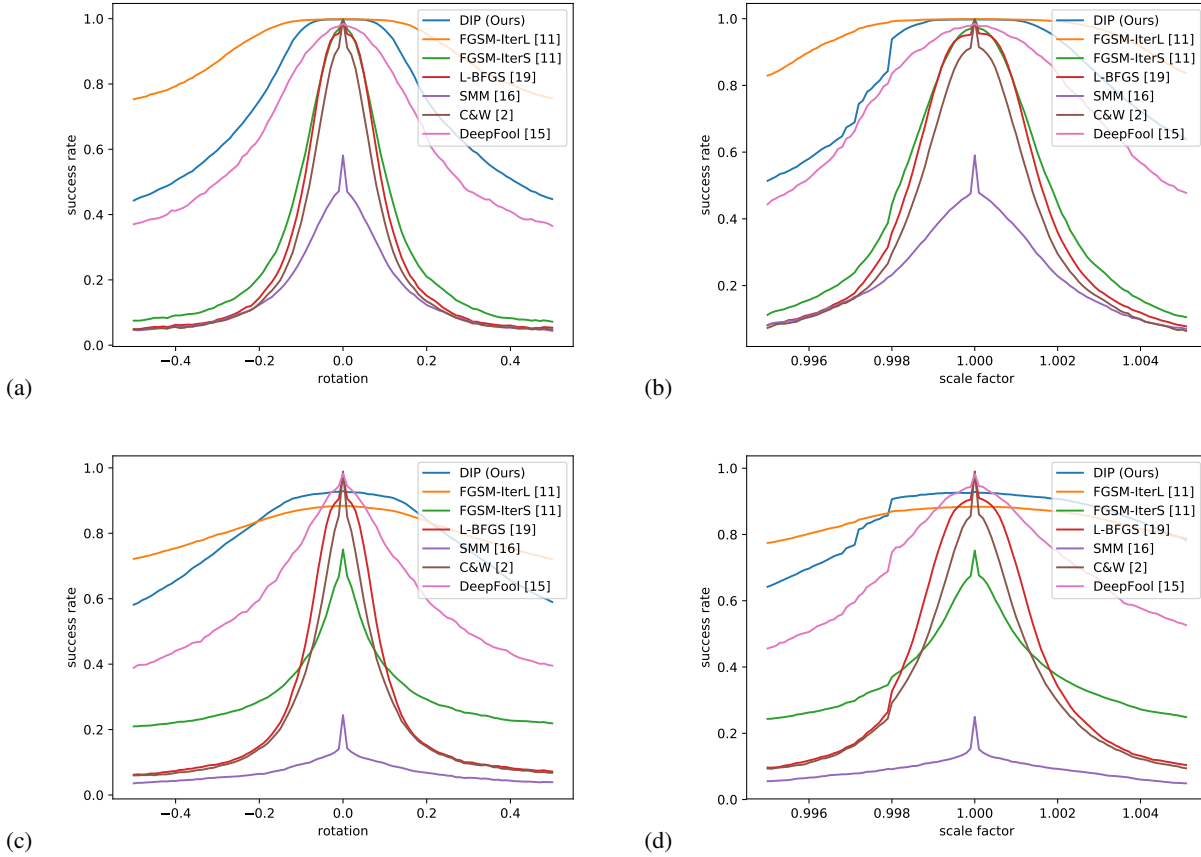 1.0
0.8
0.6
0.4
0.2
0.0
success rate
−0.4
−0.2
0.0
0.2
0.4
rotation
DIP (Ours)
FGSM-IterL [11]
FGSM-IterS [11]
L-BFGS [19]
SMM [16]
C&W [2]
DeepFool [15]
(a)
1.0
0.8
0.6
0.4
0.2
success rate
0.996
0.998
1.000
1.002
1.004
scale factor
DIP (Ours)
FGSM-IterL [11]
FGSM-IterS [11]
L-BFGS [19]
SMM [16]
C&W [2]
DeepFool [15]
(b)
1.0
0.8
0.6
0.4
0.2
0.0
success rate
−0.4
−0.2
0.0
0.2
0.4
rotation
DIP (Ours)
FGSM-IterL [11]
FGSM-IterS [11]
L-BFGS [19]
SMM [16]
C&W [2]
DeepFool [15]
(c)
1.0
0.8
0.6
0.4
0.2
0.0
success rate
0.996
0.998
1.000
1.002
1.004
scale factor
DIP (Ours)
FGSM-IterL [11]
FGSM-IterS [11]
L-BFGS [19]
SMM [16]
C&W [2]
DeepFool [15]
(d)